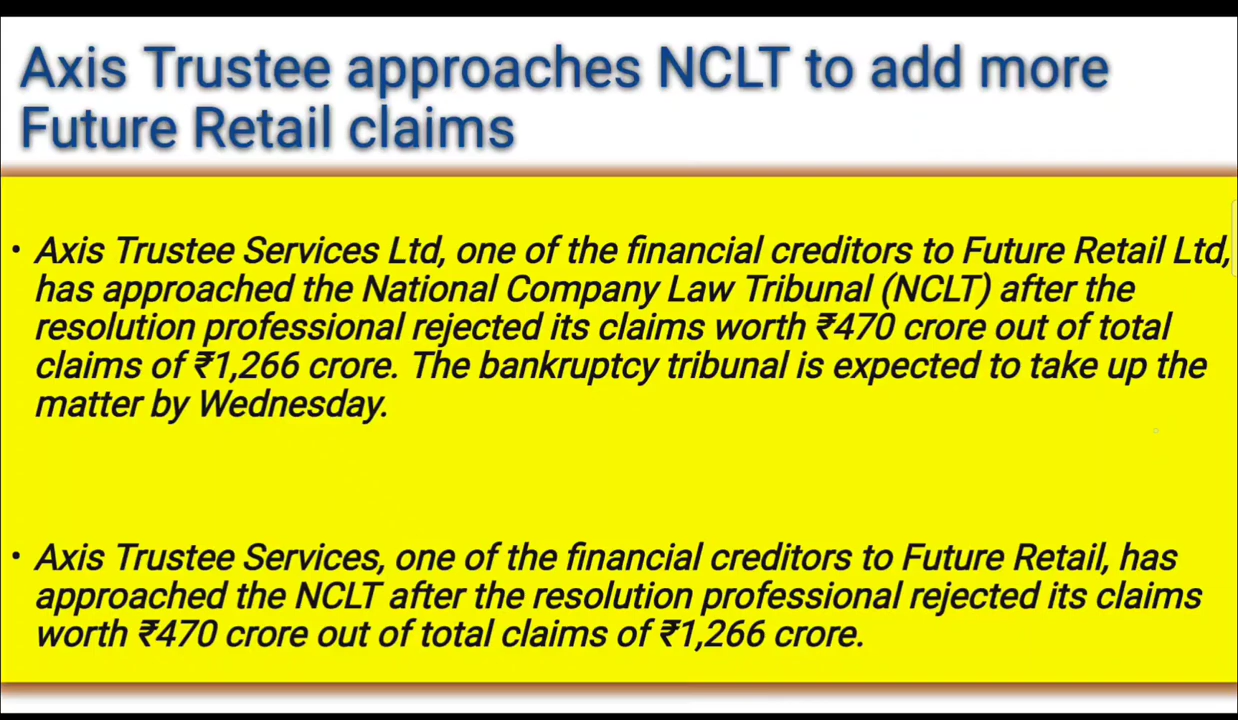 Axis Trustee approaches NCLT to add more
Future Retail claims
• Axis Trustee Services Ltd, one of the financial creditors to Future Retail Ltd,
has approached the National Company Law Tribunal (NCLT) after the
resolution professional rejected its claims worth ₹470 crore out of total
claims of ₹1,266 crore. The bankruptcy tribunal is expected to take up the
matter by Wednesday.
• Axis Trustee Services, one of the financial creditors to Future Retail, has
approached the NCLT after the resolution professional rejected its claims
worth ₹470 crore out of total claims of ₹1,266 crore.